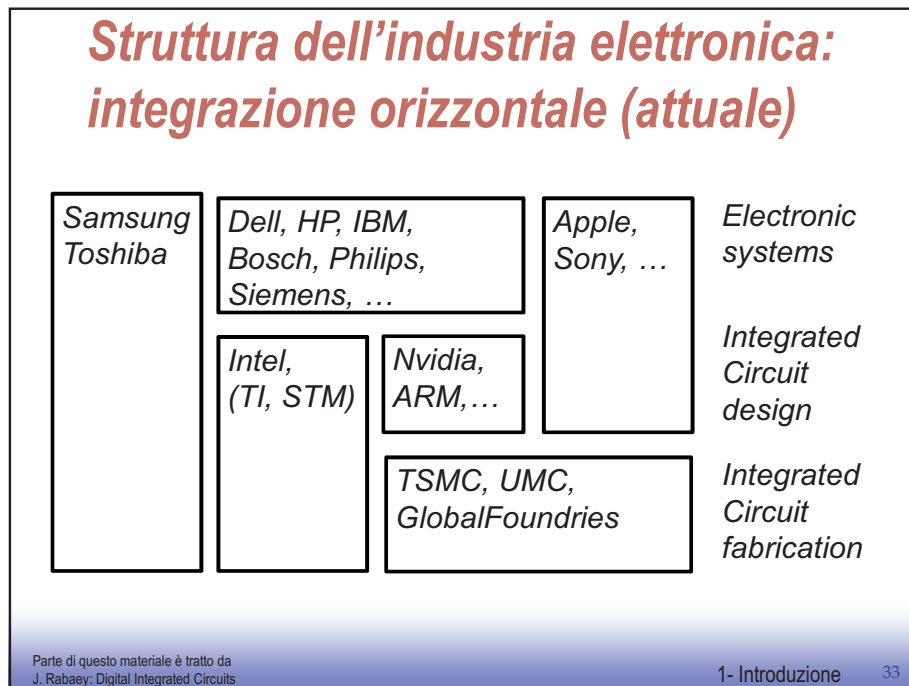 Struttura dell'industria elettronica:
integrazione orizzontale (attuale)
Samsung
Toshiba
Dell, HP, IBM,
Bosch, Philips,
Siemens, …
Apple,
Sony, …
Electronic
systems
Intel,
(TI, STM)
Nvidia,
ARM,…
Integrated
Circuit
design
TSMC, UMC,
GlobalFoundries
Integrated
Circuit
fabrication
Parte di questo materiale è tratto da
J. Rabaey: Digital Integrated Circuits
1- Introduzione 33